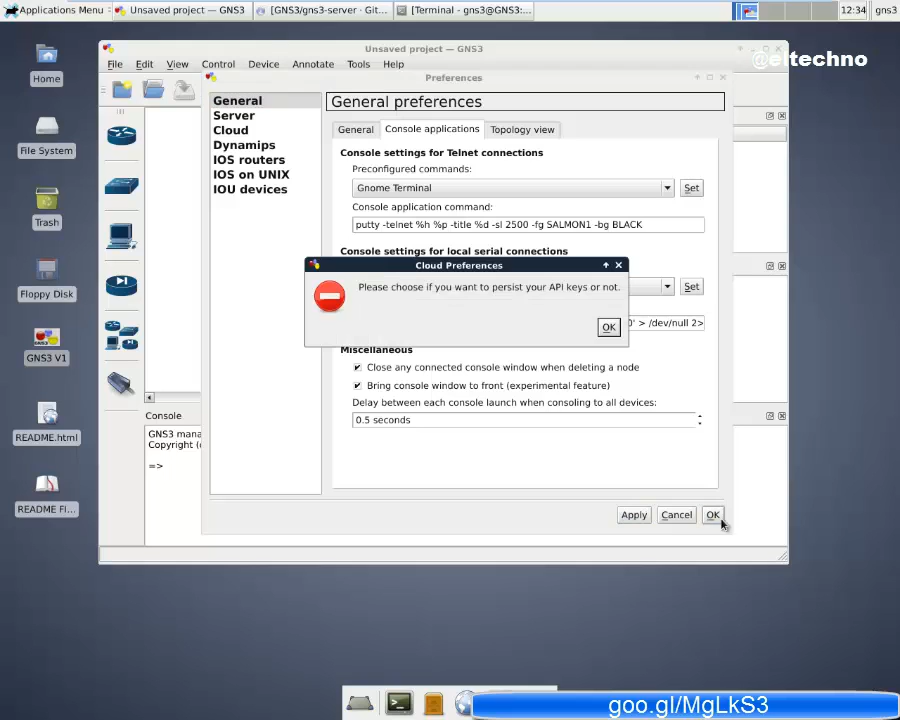 Applications Menu
Unsaved project — GNS3
[GNS3/gns3-server - Git...
[Terminal - gns3@GNS3:...
12:34
gns3
@eltechno
Home
File System
Trash
Floppy Disk
GNS3 V1
README.html
README FI...
Unsaved project — GNS3
File Edit View Control Device Annotate Tools Help
Console
GNS3 mana
Copyright (c
=>
Preferences
General
Server
Cloud
Dynamips
IOS routers
IOS on UNIX
IOU devices
General preferences
General
Console applications
Topology view
Console settings for Telnet connections
Preconfigured commands:
Gnome Terminal
Set
Console application command:
putty -telnet %h %p -title %d -sl 2500 -fg SALMON1 -bg BLACK
Console settings for local serial connections
Set
0' > /dev/null 2>
Cloud Preferences
Please choose if you want to persist your API keys or not.
OK
Miscellaneous
Close any connected console window when deleting a node
Bring console window to front (experimental feature)
Delay between each console launch when consoling to all devices:
0.5 seconds
Apply
Cancel
OK
goo.gl/MgLkS3